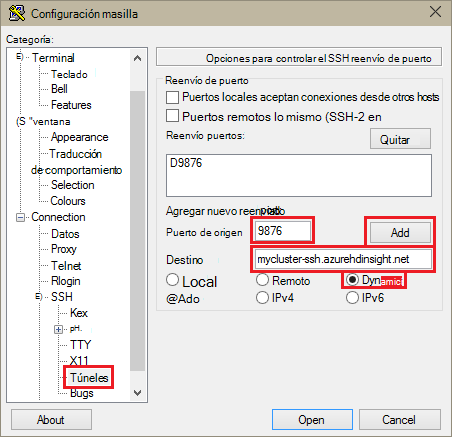 Configuración masilla
Categoría:
Terminal
Teclado
Bell
Features
(S "ventana
Appearance
Traducción
de comportamiento
Selection
Colours
Connection
Datos
Proxy
Telnet
Rlogin
SSH
Kex
pH.
TTY
X11
Túneles
Bugs
Opciones para controlar el SSH reenvío de puerto
Reenvío de puerto
Puertos locales aceptan conexiones desde otros hosts
Puertos remotos lo mismo (SSH-2 en
Reenvío puertos:
Quitar
D9876
Agregar nuevo reenviado
Puerto de origen
9876
Add
Destino
mycluster-ssh.azurehdinsight.net
Local
Remoto
Dynamic
@Ado
IPv4
IPv6
About
Open
Cancel